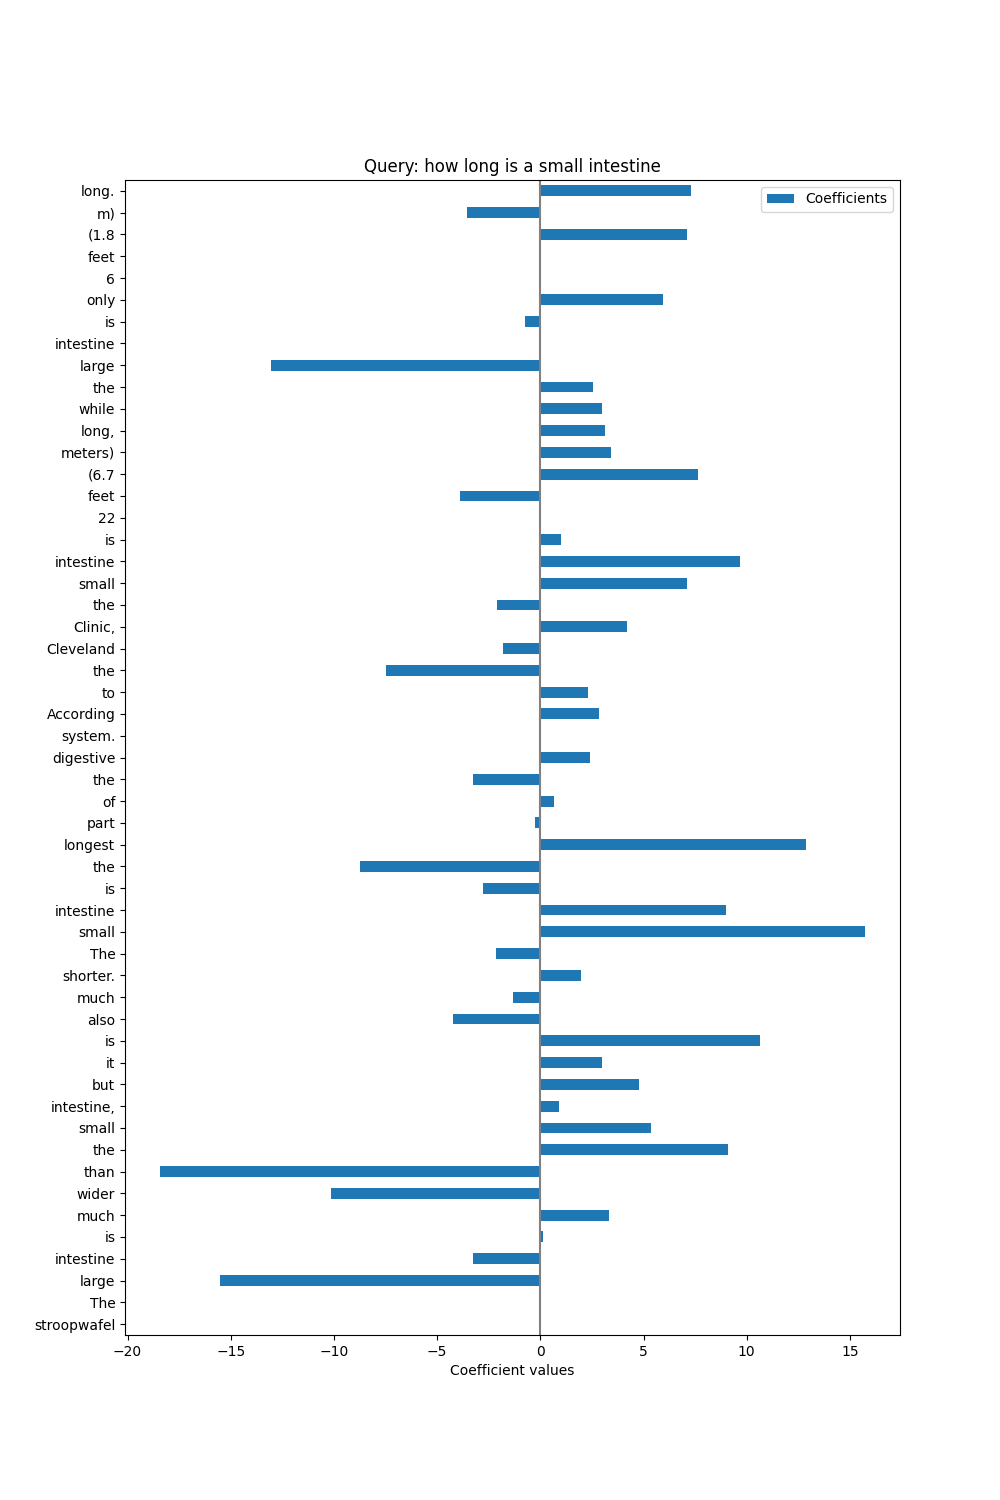 Query: how long is a small intestine
Coefficients
long.
m)
(1.8
feet
6
only
is
intestine
large
the
while
long,
meters)
(6.7
feet
22
is
intestine
small
the
Clinic,
Cleveland
the
to
According
system.
digestive
the
of
part
longest
the
is
intestine
small
The
shorter.
much
also
is
it
but
intestine,
small
the
than
wider
much
is
intestine
large
The
stroopwafel
−20 −15 −10 −5 0 5 10 15
Coefficient values